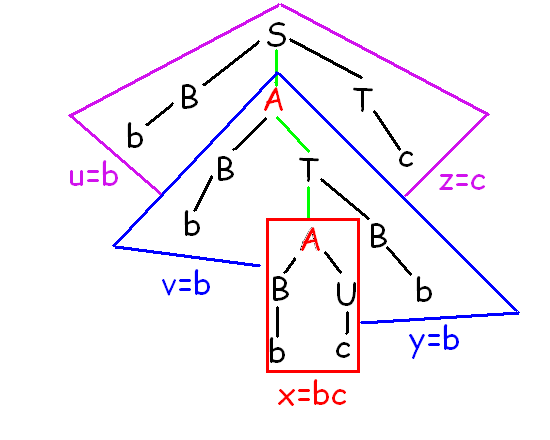 S
B T
b A c
u=b B T z=c
b A B
v=b B U b
b c y=b
x=bc